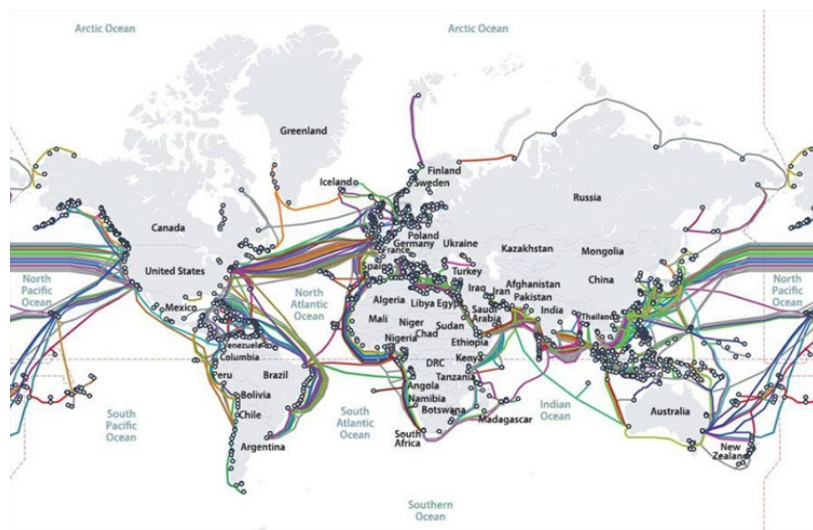 Arctic Ocean
Arctic Ocean
Greenland
Iceland
Finland
Sweden
Russia
Canada
Poland
Germany
Ukraine
France
Kazakhstan
Mongolia
United States
Spain
Turkey
China
North
Pacific
Ocean
North
Atlantic
Ocean
Iraq
Iran
Afghanistan
Pakistan
North
Pacific
Ocean
Mexico
Algeria
Libya
Egypt
Saudi
Arabia
India
Mali
Niger
Chad
Sudan
Thailand
Venezuela
Columbia
Nigeria
Ethiopia
Peru
Brazil
DRC
Kenya
Tanzania
Bolivia
Angola
Namibia
Botswana
Madagascar
Indian
Ocean
Australia
South
Pacific
Ocean
Chile
Argentina
South
Atlantic
Ocean
South
Africa
New
Zealand
South
Pacific
Ocean
Southern
Ocean